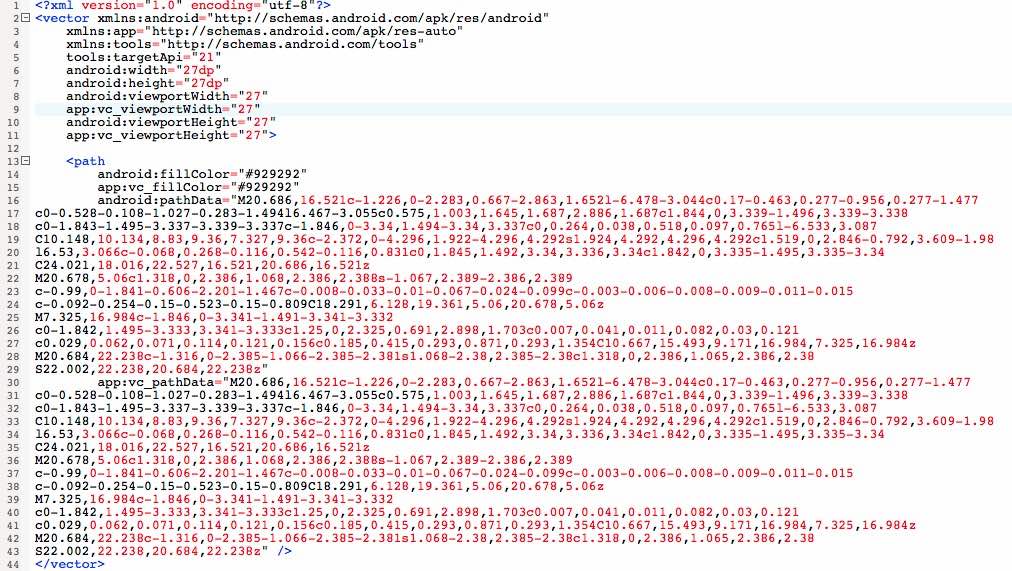 1 <?xml version="1.0" encoding="utf-8"?>
2 <vector xmlns:android="http://schemas.android.com/apk/res/android"
3 xmlns:app="http://schemas.android.com/apk/res-auto"
4 xmlns:tools="http://schemas.android.com/tools"
5 tools:targetApi="21"
6 android:width="27dp"
7 android:height="27dp"
8 android:viewportWidth="27"
9 app:vc_viewportWidth="27"
10 android:viewportHeight="27"
11 app:vc_viewportHeight="27">
12
13 <path
14 android:fillColor="#929292"
15 app:vc_fillColor="#929292"
16 android:pathData="M20.686,16.521c-1.226,0-2.283,0.667-2.863,1.652l-6.478-3.044c0.17-0.463,0.277-0.956,0.277-1.477
17 c0-0.528-0.108-1.027-0.283-1.494l6.467-3.055c0.575,1.003,1.645,1.687,2.886,1.687c1.844,0,3.339-1.496,3.339-3.338
18 c0-1.843-1.495-3.337-3.339-3.337c-1.846,0-3.34,1.494-3.34,3.337c0,0.264,0.038,0.518,0.097,0.765l-6.533,3.087
19 C10.148,10.134,8.83,9.36,7.327,9.36c-2.372,0-4.296,1.922-4.296,4.292s1.924,4.292,4.296,4.292c1.519,0,2.846-0.792,3.609-1.98
20 l6.53,3.066c-0.068,0.268-0.116,0.542-0.116,0.831c0,1.845,1.492,3.34,3.336,3.34c1.842,0,3.335-1.495,3.335-3.34
21 C24.021,18.016,22.527,16.521,20.686,16.521z
22 M20.678,5.06c1.318,0,2.386,1.068,2.386,2.388s-1.067,2.389-2.386,2.389
23 c-0.99,0-1.841-0.606-2.201-1.467c-0.008-0.033-0.01-0.067-0.024-0.099c-0.003-0.006-0.008-0.009-0.011-0.015
24 c-0.092-0.254-0.15-0.523-0.15-0.809C18.291,6.128,19.361,5.06,20.678,5.06z
25 M7.325,16.984c-1.846,0-3.341-1.491-3.341-3.332
26 c0-1.842,1.495-3.333,3.341-3.333c1.25,0,2.325,0.691,2.898,1.703c0.007,0.041,0.011,0.082,0.03,0.121
27 c0.029,0.062,0.071,0.114,0.121,0.156c0.185,0.415,0.293,0.871,0.293,1.354C10.667,15.493,9.171,16.984,7.325,16.984z
28 M20.684,22.238c-1.316,0-2.385-1.066-2.385-2.381s1.068-2.38,2.385-2.38c1.318,0,2.386,1.065,2.386,2.38
29 S22.002,22.238,20.684,22.238z"
30 app:vc_pathData="M20.686,16.521c-1.226,0-2.283,0.667-2.863,1.652l-6.478-3.044c0.17-0.463,0.277-0.956,0.277-1.477
31 c0-0.528-0.108-1.027-0.283-1.494l6.467-3.055c0.575,1.003,1.645,1.687,2.886,1.687c1.844,0,3.339-1.496,3.339-3.338
32 c0-1.843-1.495-3.337-3.339-3.337c-1.846,0-3.34,1.494-3.34,3.337c0,0.264,0.038,0.518,0.097,0.765l-6.533,3.087
33 C10.148,10.134,8.83,9.36,7.327,9.36c-2.372,0-4.296,1.922-4.296,4.292s1.924,4.292,4.296,4.292c1.519,0,2.846-0.792,3.609-1.98
34 l6.53,3.066c-0.068,0.268-0.116,0.542-0.116,0.831c0,1.845,1.492,3.34,3.336,3.34c1.842,0,3.335-1.495,3.335-3.34
35 C24.021,18.016,22.527,16.521,20.686,16.521z
36 M20.678,5.06c1.318,0,2.386,1.068,2.386,2.388s-1.067,2.389-2.386,2.389
37 c-0.99,0-1.841-0.606-2.201-1.467c-0.008-0.033-0.01-0.067-0.024-0.099c-0.003-0.006-0.008-0.009-0.011-0.015
38 c-0.092-0.254-0.15-0.523-0.15-0.809C18.291,6.128,19.361,5.06,20.678,5.06z
39 M7.325,16.984c-1.846,0-3.341-1.491-3.341-3.332
40 c0-1.842,1.495-3.333,3.341-3.333c1.25,0,2.325,0.691,2.898,1.703c0.007,0.041,0.011,0.082,0.03,0.121
41 c0.029,0.062,0.071,0.114,0.121,0.156c0.185,0.415,0.293,0.871,0.293,1.354C10.667,15.493,9.171,16.984,7.325,16.984z
42 M20.684,22.238c-1.316,0-2.385-1.066-2.385-2.381s1.068-2.38,2.385-2.38c1.318,0,2.386,1.065,2.386,2.38
43 S22.002,22.238,20.684,22.238z" />
44 </vector>